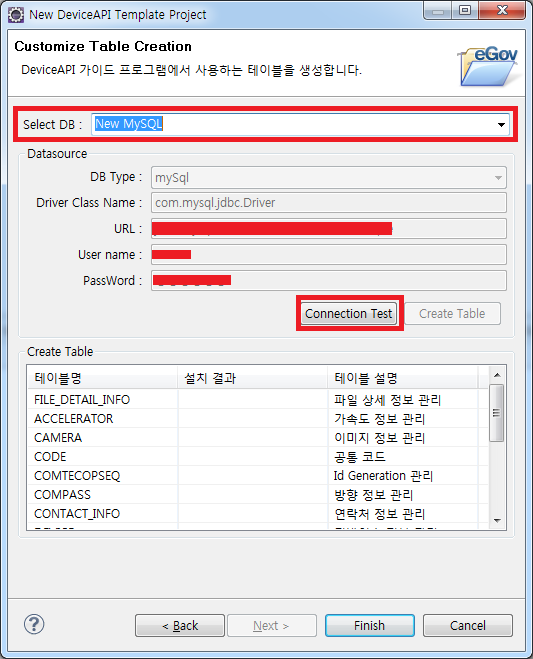 New DeviceAPI Template Project
Customize Table Creation
DeviceAPI 가이드 프로그램에서 사용하는 테이블을 생성합니다.
eGov
Select DB : New MySQL
Datasource
DB Type : mySql
Driver Class Name : com.mysql.jdbc.Driver
URL :
User name :
PassWord :
Connection Test Create Table
Create Table
테이블명 설치 결과 테이블 설명
FILE_DETAIL_INFO 파일 상세 정보 관리
ACCELERATOR 가속도 정보 관리
CAMERA 이미지 정보 관리
CODE 공통 코드
COMTECOPSEQ Id Generation 관리
COMPASS 방향 정보 관리
CONTACT_INFO 연락처 정보 관리
? < Back Next > Finish Cancel